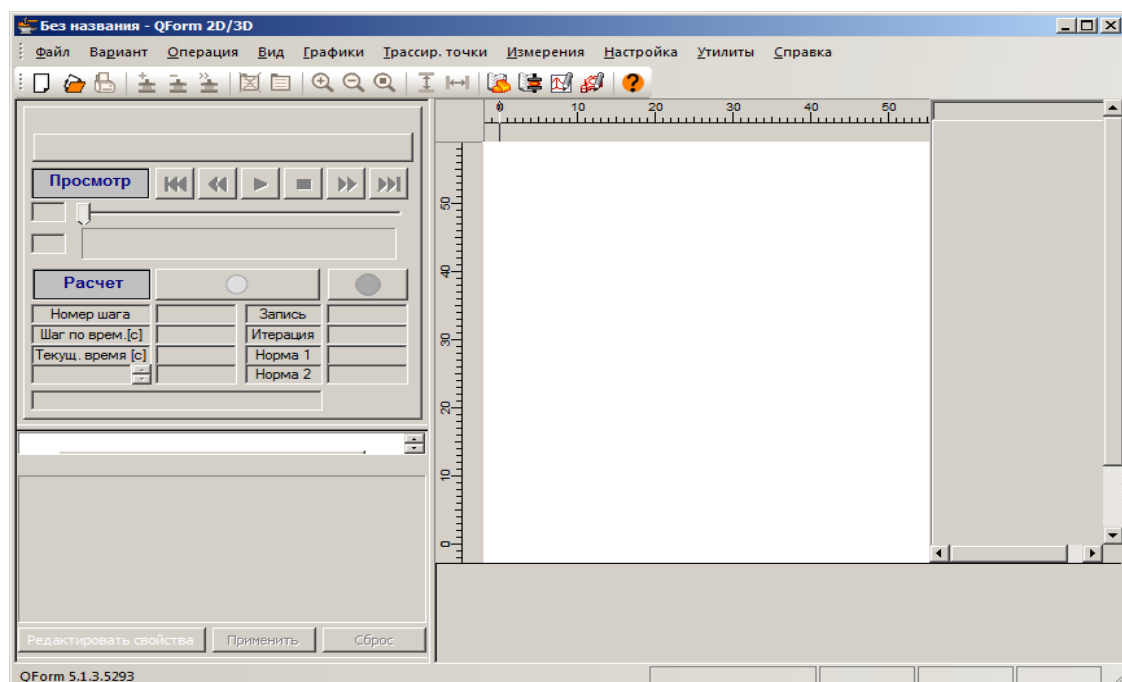 Без названия - QForm 2D/3D
Файл Вариант Операция Вид Графики Трассир. точки Измерения Настройка Утилиты Справка
0 10 20 30 40 50
Просмотр
Расчет
Номер шага Запись
Шаг по врем.[с] Итерация
Текущ. время [с] Норма 1
Норма 2
50
40
30
20
10
0
Редактировать свойства Применить Сброс
QForm 5.1.3.5293